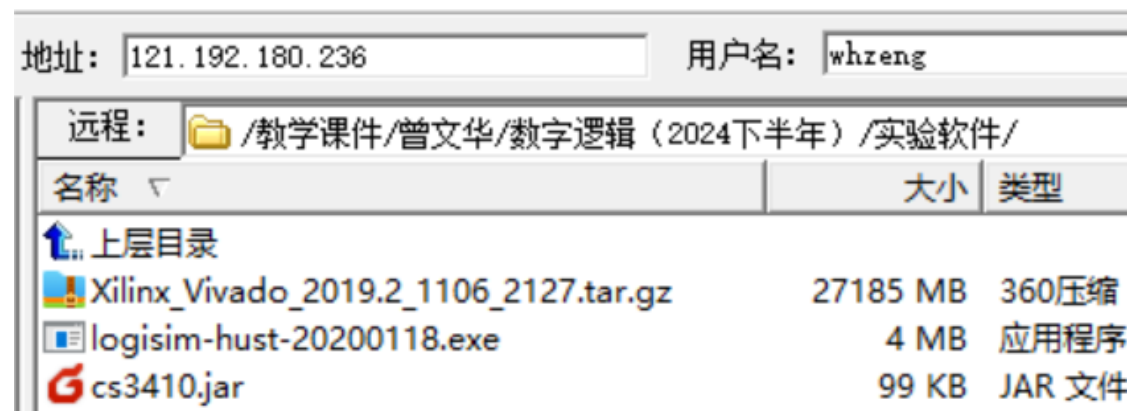 地址： 121.192.180.236 用户名： whzeng
远程： /教学课件/曾文华/数字逻辑（2024下半年）/实验软件/
名称 大小 类型
上层目录
Xilinx_Vivado_2019.2_1106_2127.tar.gz 27185 MB 360压缩
logisim-hust-20200118.exe 4 MB 应用程序
cs3410.jar 99 KB JAR 文件